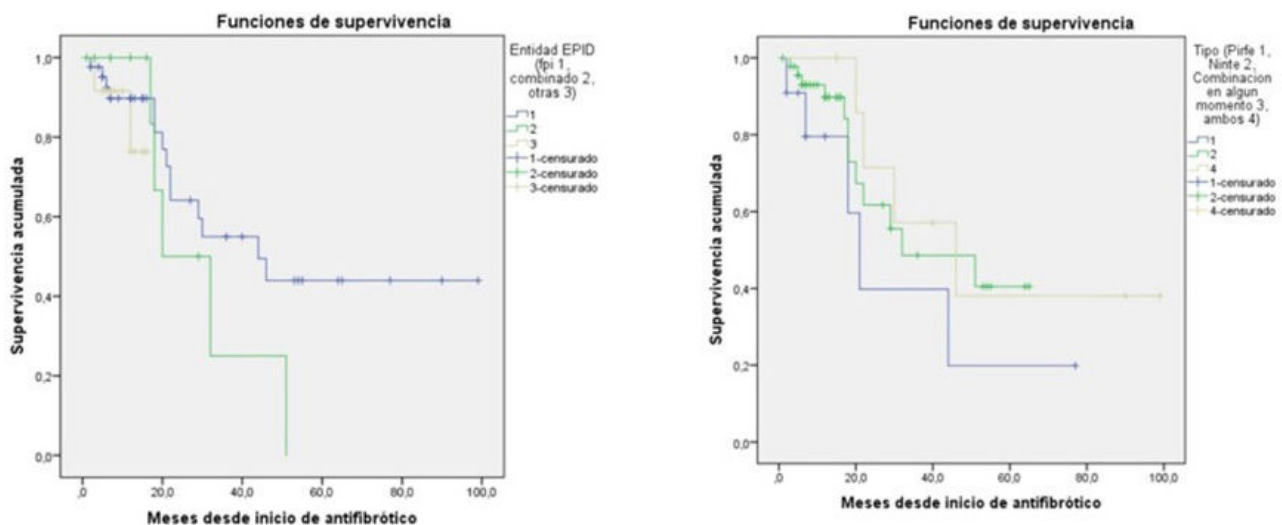 Funciones de supervivencia
Entidad EPID
(fpi 1,
combinado 2,
otras 3)
1
2
3
1-censurado
2-censurado
3-censurado
1,0
0,8
0,6
0,4
0,2
0,0
Supervivencia acumulada
,0
20,0
40,0
60,0
80,0
100,0
Meses desde inicio de antifibrótico
Funciones de supervivencia
Tipo (Pirfe 1,
Ninte 2,
Combinacion
en algun
momento 3,
ambos 4)
1
2
4
1-censurado
2-censurado
4-censurado
1,0
0,8
0,6
0,4
0,2
0,0
Supervivencia acumulada
,0
20,0
40,0
60,0
80,0
100,0
Meses desde inicio de antifibrótico